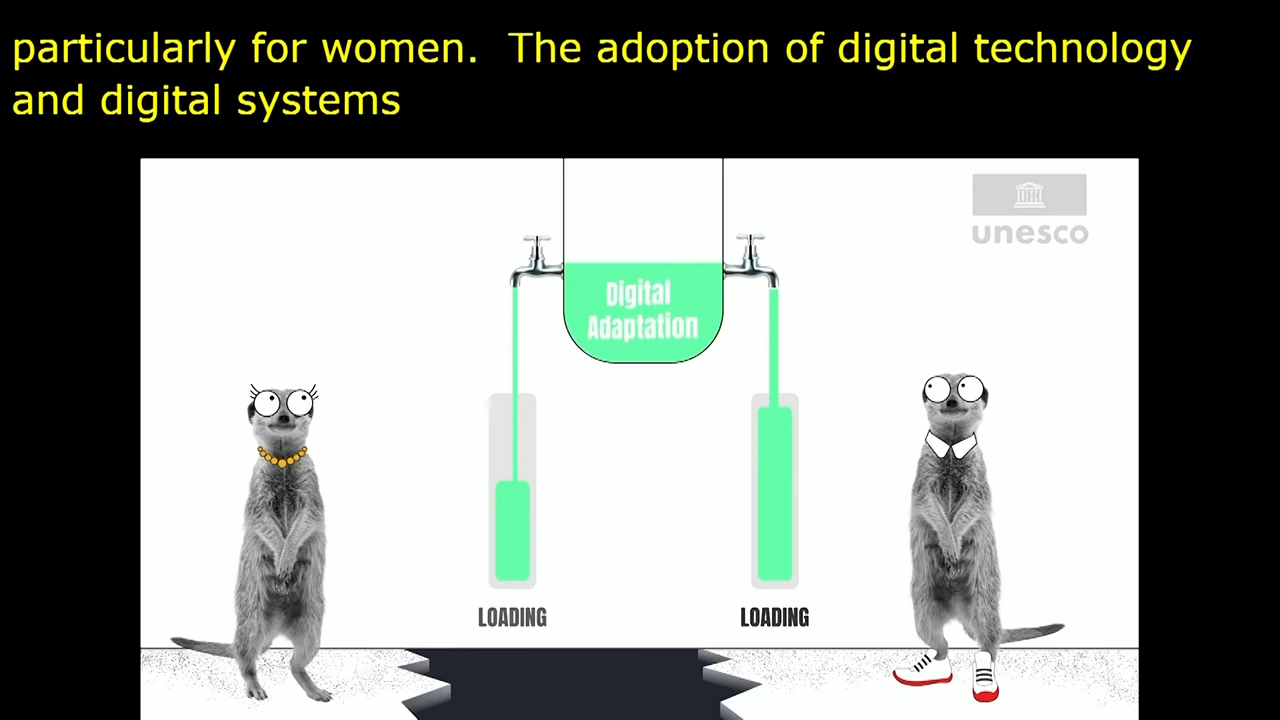 particularly for women.  The adoption of digital technology
and digital systems
unesco
Digital
Adaptation
LOADING
LOADING